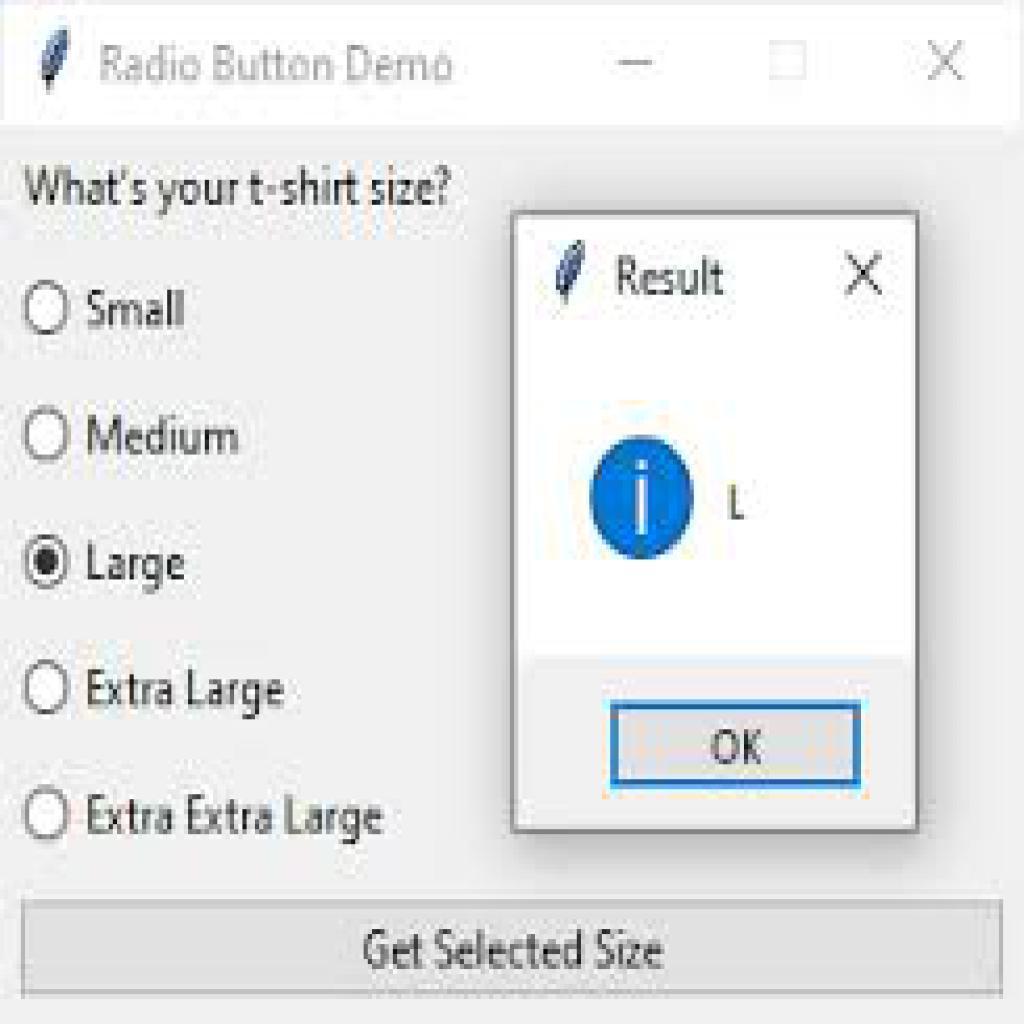 Radio Button Demo
What's your t-shirt size?
Small
Medium
Large
Extra Large
Extra Extra Large
Get Selected Size
Result
i
L
OK